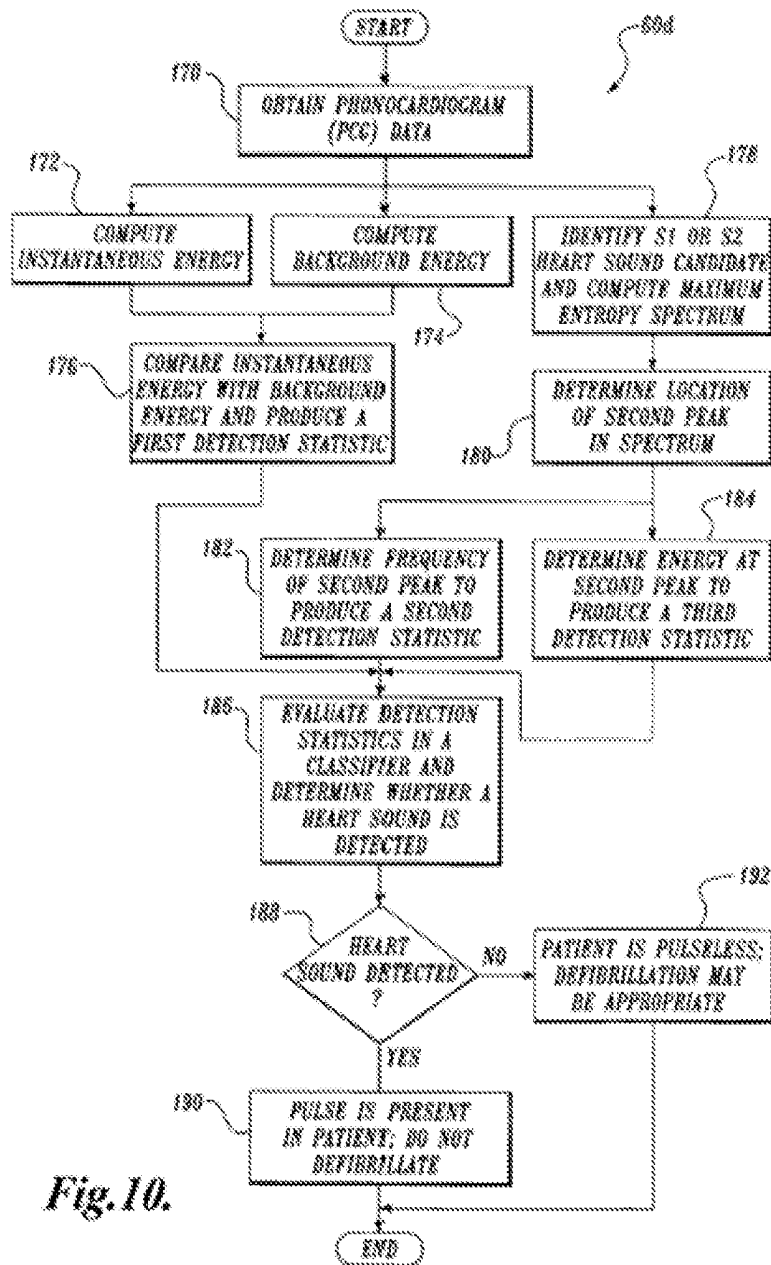 START
60d
170
OBTAIN PHONOCARDIOGRAM
(PCG) DATA
172
COMPUTE
INSTANTANEOUS ENERGY
COMPUTE
BACKGROUND ENERGY
174
178
IDENTIFY S1 OR S2
HEART SOUND CANDIDATE
AND COMPUTE MAXIMUM
ENTROPY SPECTRUM
176
COMPARE INSTANTANEOUS
ENERGY WITH BACKGROUND
ENERGY AND PRODUCE A
FIRST DETECTION STATISTIC
180
DETERMINE LOCATION
OF SECOND PEAK
IN SPECTRUM
182
DETERMINE FREQUENCY
OF SECOND PEAK TO
PRODUCE A SECOND
DETECTION STATISTIC
184
DETERMINE ENERGY AT
SECOND PEAK TO
PRODUCE A THIRD
DETECTION STATISTIC
186
EVALUATE DETECTION
STATISTICS IN A
CLASSIFIER AND
DETERMINE WHETHER A
HEART SOUND IS
DETECTED
188
HEART
SOUND DETECTED
?
NO
192
PATIENT IS PULSELESS;
DEFIBRILLATION MAY
BE APPROPRIATE
YES
190
PULSE IS PRESENT
IN PATIENT; DO NOT
DEFIBRILLATE
Fig.10.
END